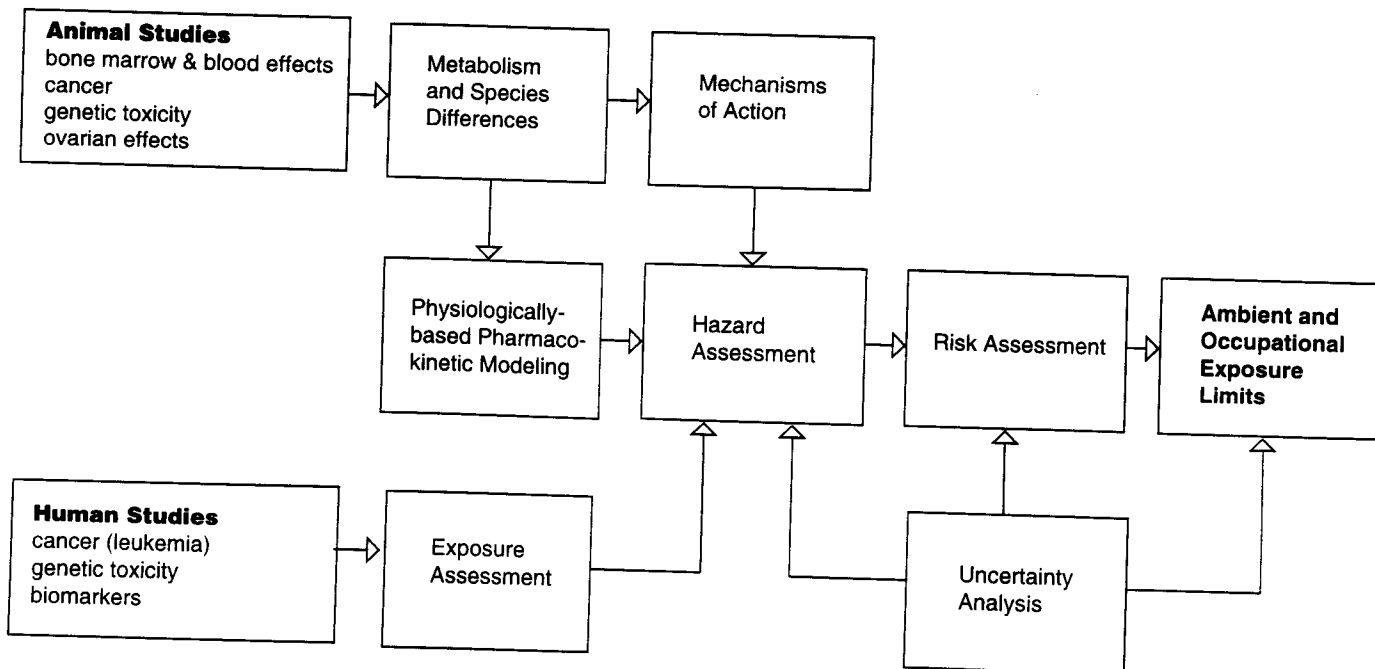 Animal Studies
bone marrow & blood effects
cancer
genetic toxicity
ovarian effects
Metabolism
and Species
Differences
Mechanisms
of Action
Physiologically-
based Pharmaco-
kinetic Modeling
Hazard
Assessment
Risk Assessment
Ambient and
Occupational
Exposure
Limits
Human Studies
cancer (leukemia)
genetic toxicity
biomarkers
Exposure
Assessment
Uncertainty
Analysis